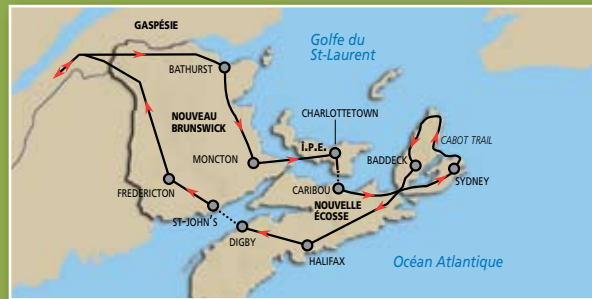 GASPÉSIE
Golfe du
St-Laurent
BATHURST
CHARLOTTETOWN
NOUVEAU
BRUNSWICK
CABOT TRAIL
Î.P.E.
MONCTON
BADDECK
SYDNEY
FREDERICTON
CARIBOU
NOUVELLE
ÉCOSSE
ST-JOHN'S
DIGBY
HALIFAX
Océan Atlantique